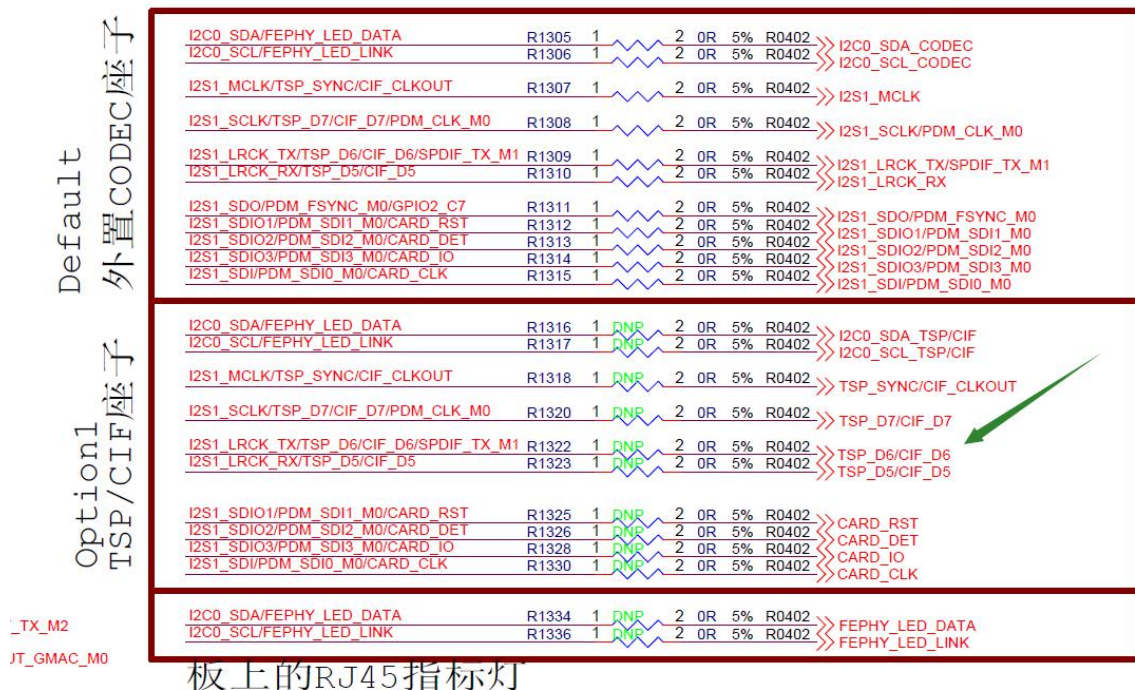 Default
外置CODEC座子
I2C0_SDA/FEPHY_LED_DATA R1305 1 2 0R 5% R0402 I2C0_SDA_CODEC
I2C0_SCL/FEPHY_LED_LINK R1306 1 2 0R 5% R0402 I2C0_SCL_CODEC
I2S1_MCLK/TSP_SYNC/CIF_CLKOUT R1307 1 2 0R 5% R0402 I2S1_MCLK
I2S1_SCLK/TSP_D7/CIF_D7/PDM_CLK_M0 R1308 1 2 0R 5% R0402 I2S1_SCLK/PDM_CLK_M0
I2S1_LRCK_TX/TSP_D6/CIF_D6/SPDIF_TX_M1 R1309 1 2 0R 5% R0402 I2S1_LRCK_TX/SPDIF_TX_M1
I2S1_LRCK_RX/TSP_D5/CIF_D5 R1310 1 2 0R 5% R0402 I2S1_LRCK_RX
I2S1_SDO/PDM_FSYNC_M0/GPIO2_C7 R1311 1 2 0R 5% R0402 I2S1_SDO/PDM_FSYNC_M0
I2S1_SDIO1/PDM_SDI1_M0/CARD_RST R1312 1 2 0R 5% R0402 I2S1_SDIO1/PDM_SDI1_M0
I2S1_SDIO2/PDM_SDI2_M0/CARD_DET R1313 1 2 0R 5% R0402 I2S1_SDIO2/PDM_SDI2_M0
I2S1_SDIO3/PDM_SDI3_M0/CARD_IO R1314 1 2 0R 5% R0402 I2S1_SDIO3/PDM_SDI3_M0
I2S1_SDI/PDM_SDI0_M0/CARD_CLK R1315 1 2 0R 5% R0402 I2S1_SDI/PDM_SDI0_M0
Option1
TSP/CIF座子
I2C0_SDA/FEPHY_LED_DATA R1316 1 DNP 2 0R 5% R0402 I2C0_SDA_TSP/CIF
I2C0_SCL/FEPHY_LED_LINK R1317 1 DNP 2 0R 5% R0402 I2C0_SCL_TSP/CIF
I2S1_MCLK/TSP_SYNC/CIF_CLKOUT R1318 1 DNP 2 0R 5% R0402 TSP_SYNC/CIF_CLKOUT
I2S1_SCLK/TSP_D7/CIF_D7/PDM_CLK_M0 R1320 1 DNP 2 0R 5% R0402 TSP_D7/CIF_D7
I2S1_LRCK_TX/TSP_D6/CIF_D6/SPDIF_TX_M1 R1322 1 DNP 2 0R 5% R0402 TSP_D6/CIF_D6
I2S1_LRCK_RX/TSP_D5/CIF_D5 R1323 1 DNP 2 0R 5% R0402 TSP_D5/CIF_D5
I2S1_SDIO1/PDM_SDI1_M0/CARD_RST R1325 1 DNP 2 0R 5% R0402 CARD_RST
I2S1_SDIO2/PDM_SDI2_M0/CARD_DET R1326 1 DNP 2 0R 5% R0402 CARD_DET
I2S1_SDIO3/PDM_SDI3_M0/CARD_IO R1328 1 DNP 2 0R 5% R0402 CARD_IO
I2S1_SDI/PDM_SDI0_M0/CARD_CLK R1330 1 DNP 2 0R 5% R0402 CARD_CLK
I2C0_SDA/FEPHY_LED_DATA R1334 1 DNP 2 0R 5% R0402 FEPHY_LED_DATA
I2C0_SCL/FEPHY_LED_LINK R1336 1 DNP 2 0R 5% R0402 FEPHY_LED_LINK
_TX_M2
UT_GMAC_M0
板上的RJ45指标灯